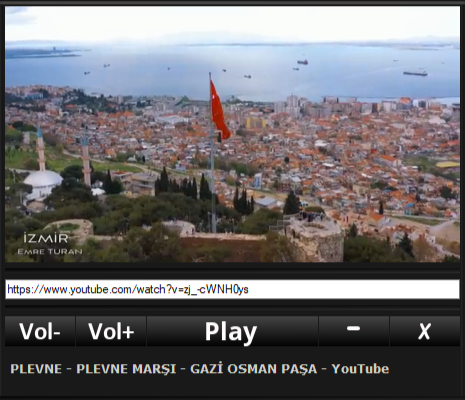 İZMİR
EMRE TURAN
https://www.youtube.com/watch?v=zj_-cWNH0ys
Vol- Vol+ Play - X
PLEVNE - PLEVNE MARŞI - GAZİ OSMAN PAŞA - YouTube